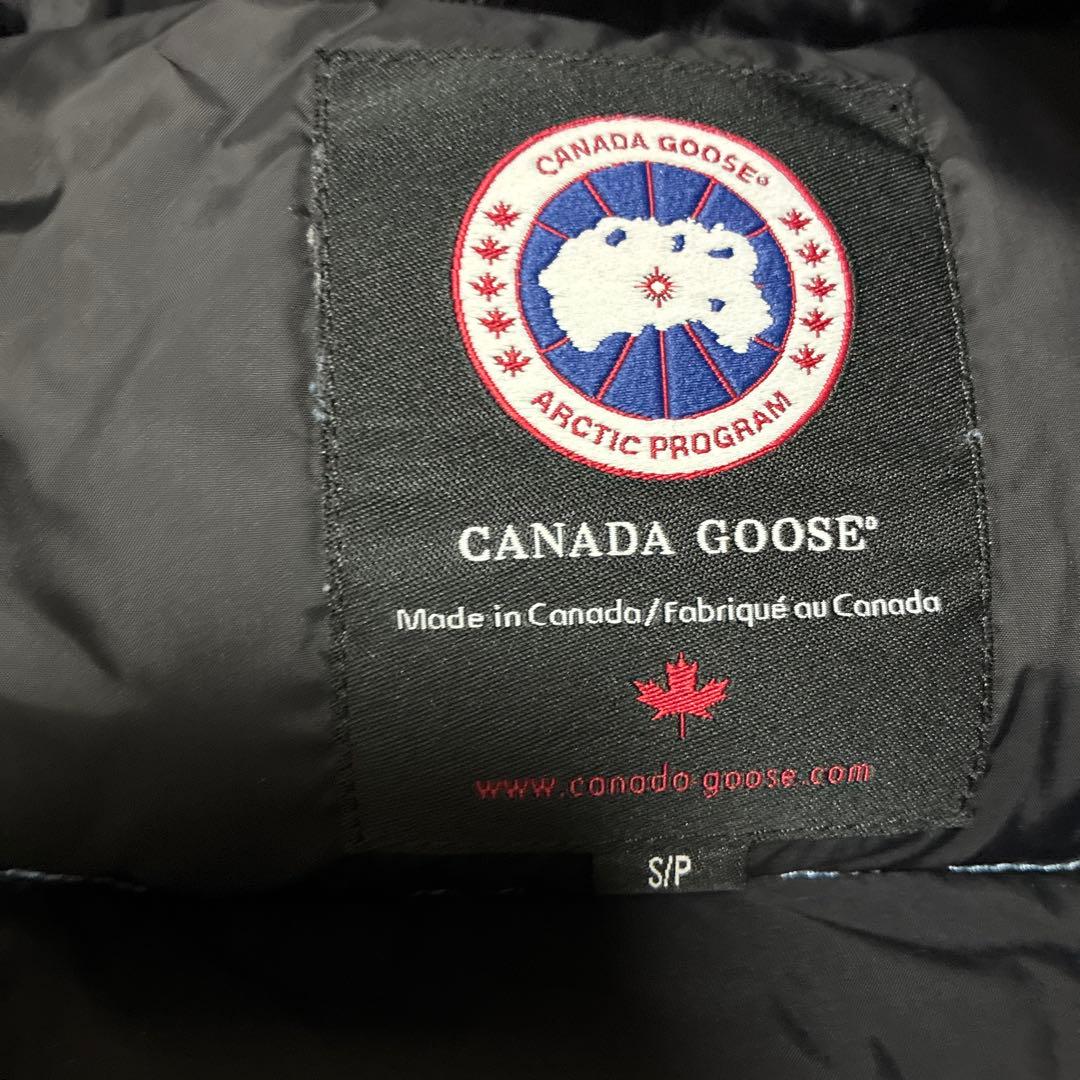 CANADA GOOSE®
ARCTIC PROGRAM
CANADA GOOSE®
Made in Canada/Fabriqué au Canada
www.canada-goose.com
S/P